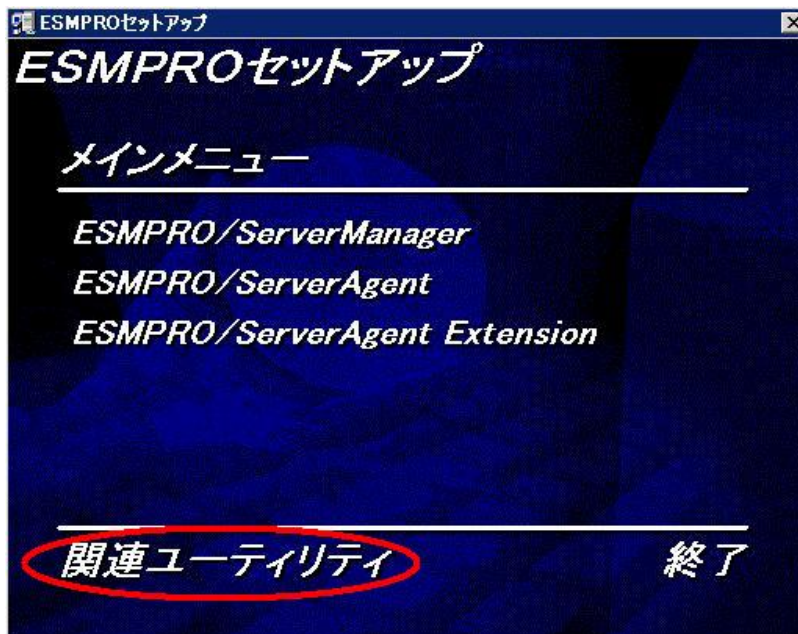 ESMPROセットアップ
ESMPROセットアップ
メインメニュー
ESMPRO/ServerManager
ESMPRO/ServerAgent
ESMPRO/ServerAgent Extension
関連ユーティリティ 終了